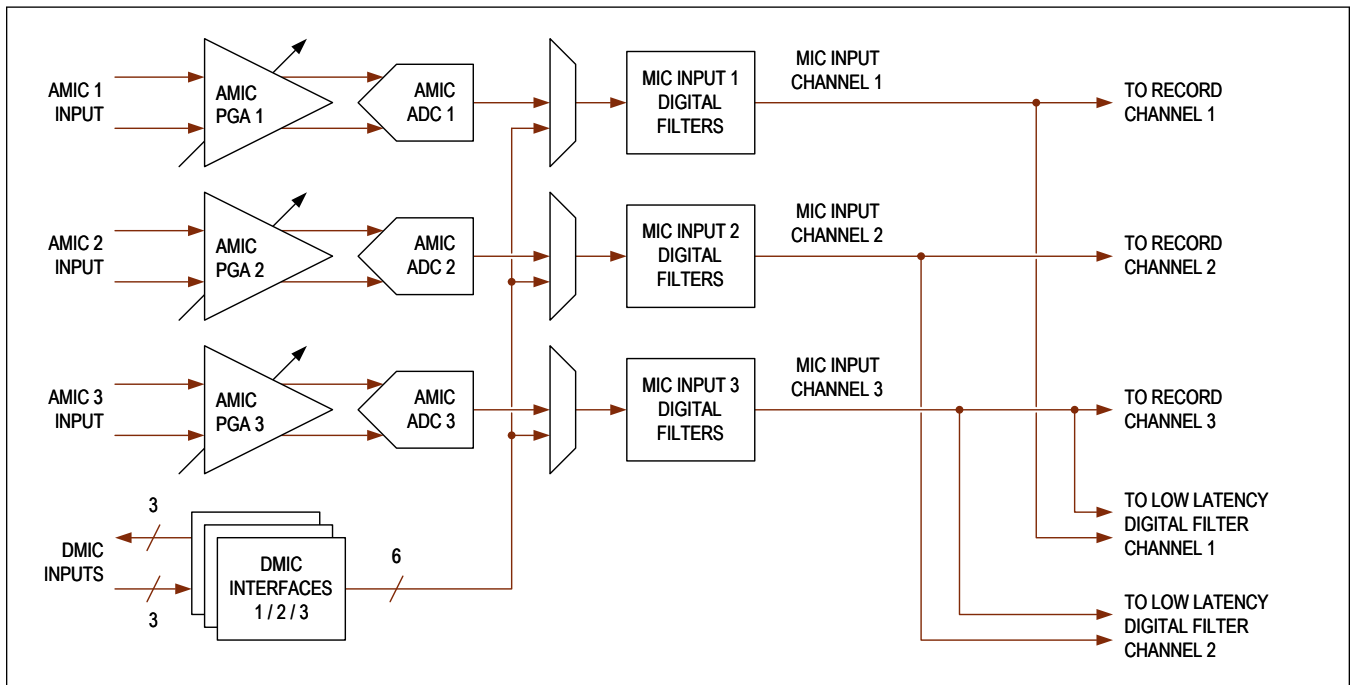 AMIC 1
INPUT
AMIC
PGA 1
AMIC
ADC 1
MIC INPUT 1
DIGITAL
FILTERS
MIC INPUT
CHANNEL 1
TO RECORD
CHANNEL 1
AMIC 2
INPUT
AMIC
PGA 2
AMIC
ADC 2
MIC INPUT 2
DIGITAL
FILTERS
MIC INPUT
CHANNEL 2
TO RECORD
CHANNEL 2
AMIC 3
INPUT
AMIC
PGA 3
AMIC
ADC 3
MIC INPUT 3
DIGITAL
FILTERS
MIC INPUT
CHANNEL 3
TO RECORD
CHANNEL 3
DMIC
INPUTS
3
3
DMIC
INTERFACES
1 / 2 / 3
6
TO LOW LATENCY
DIGITAL FILTER
CHANNEL 1
TO LOW LATENCY
DIGITAL FILTER
CHANNEL 2